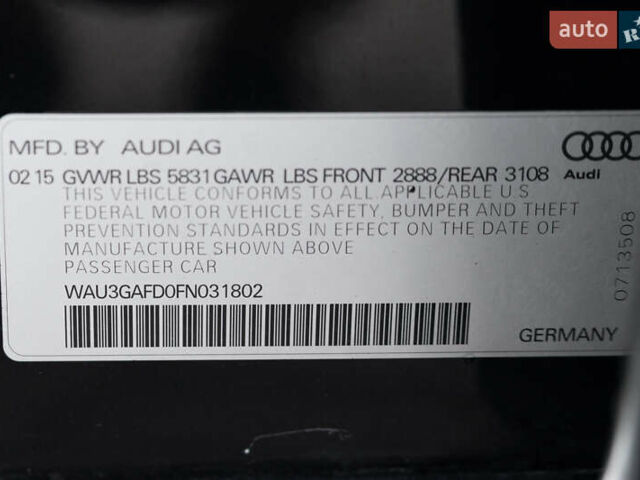 auto
R
MFD. BY AUDI AG
02 15 GVWR LBS 5831 GAWR LBS FRONT 2888/REAR 3108
Audi
THIS VEHICLE CONFORMS TO ALL APPLICABLE U S
FEDERAL MOTOR VEHICLE SAFETY, BUMPER AND THEFT
PREVENTION STANDARDS IN EFFECT ON THE DATE OF
MANUFACTURE SHOWN ABOVE
PASSENGER CAR
WAU3GAFD0FN031802
0713508
GERMANY